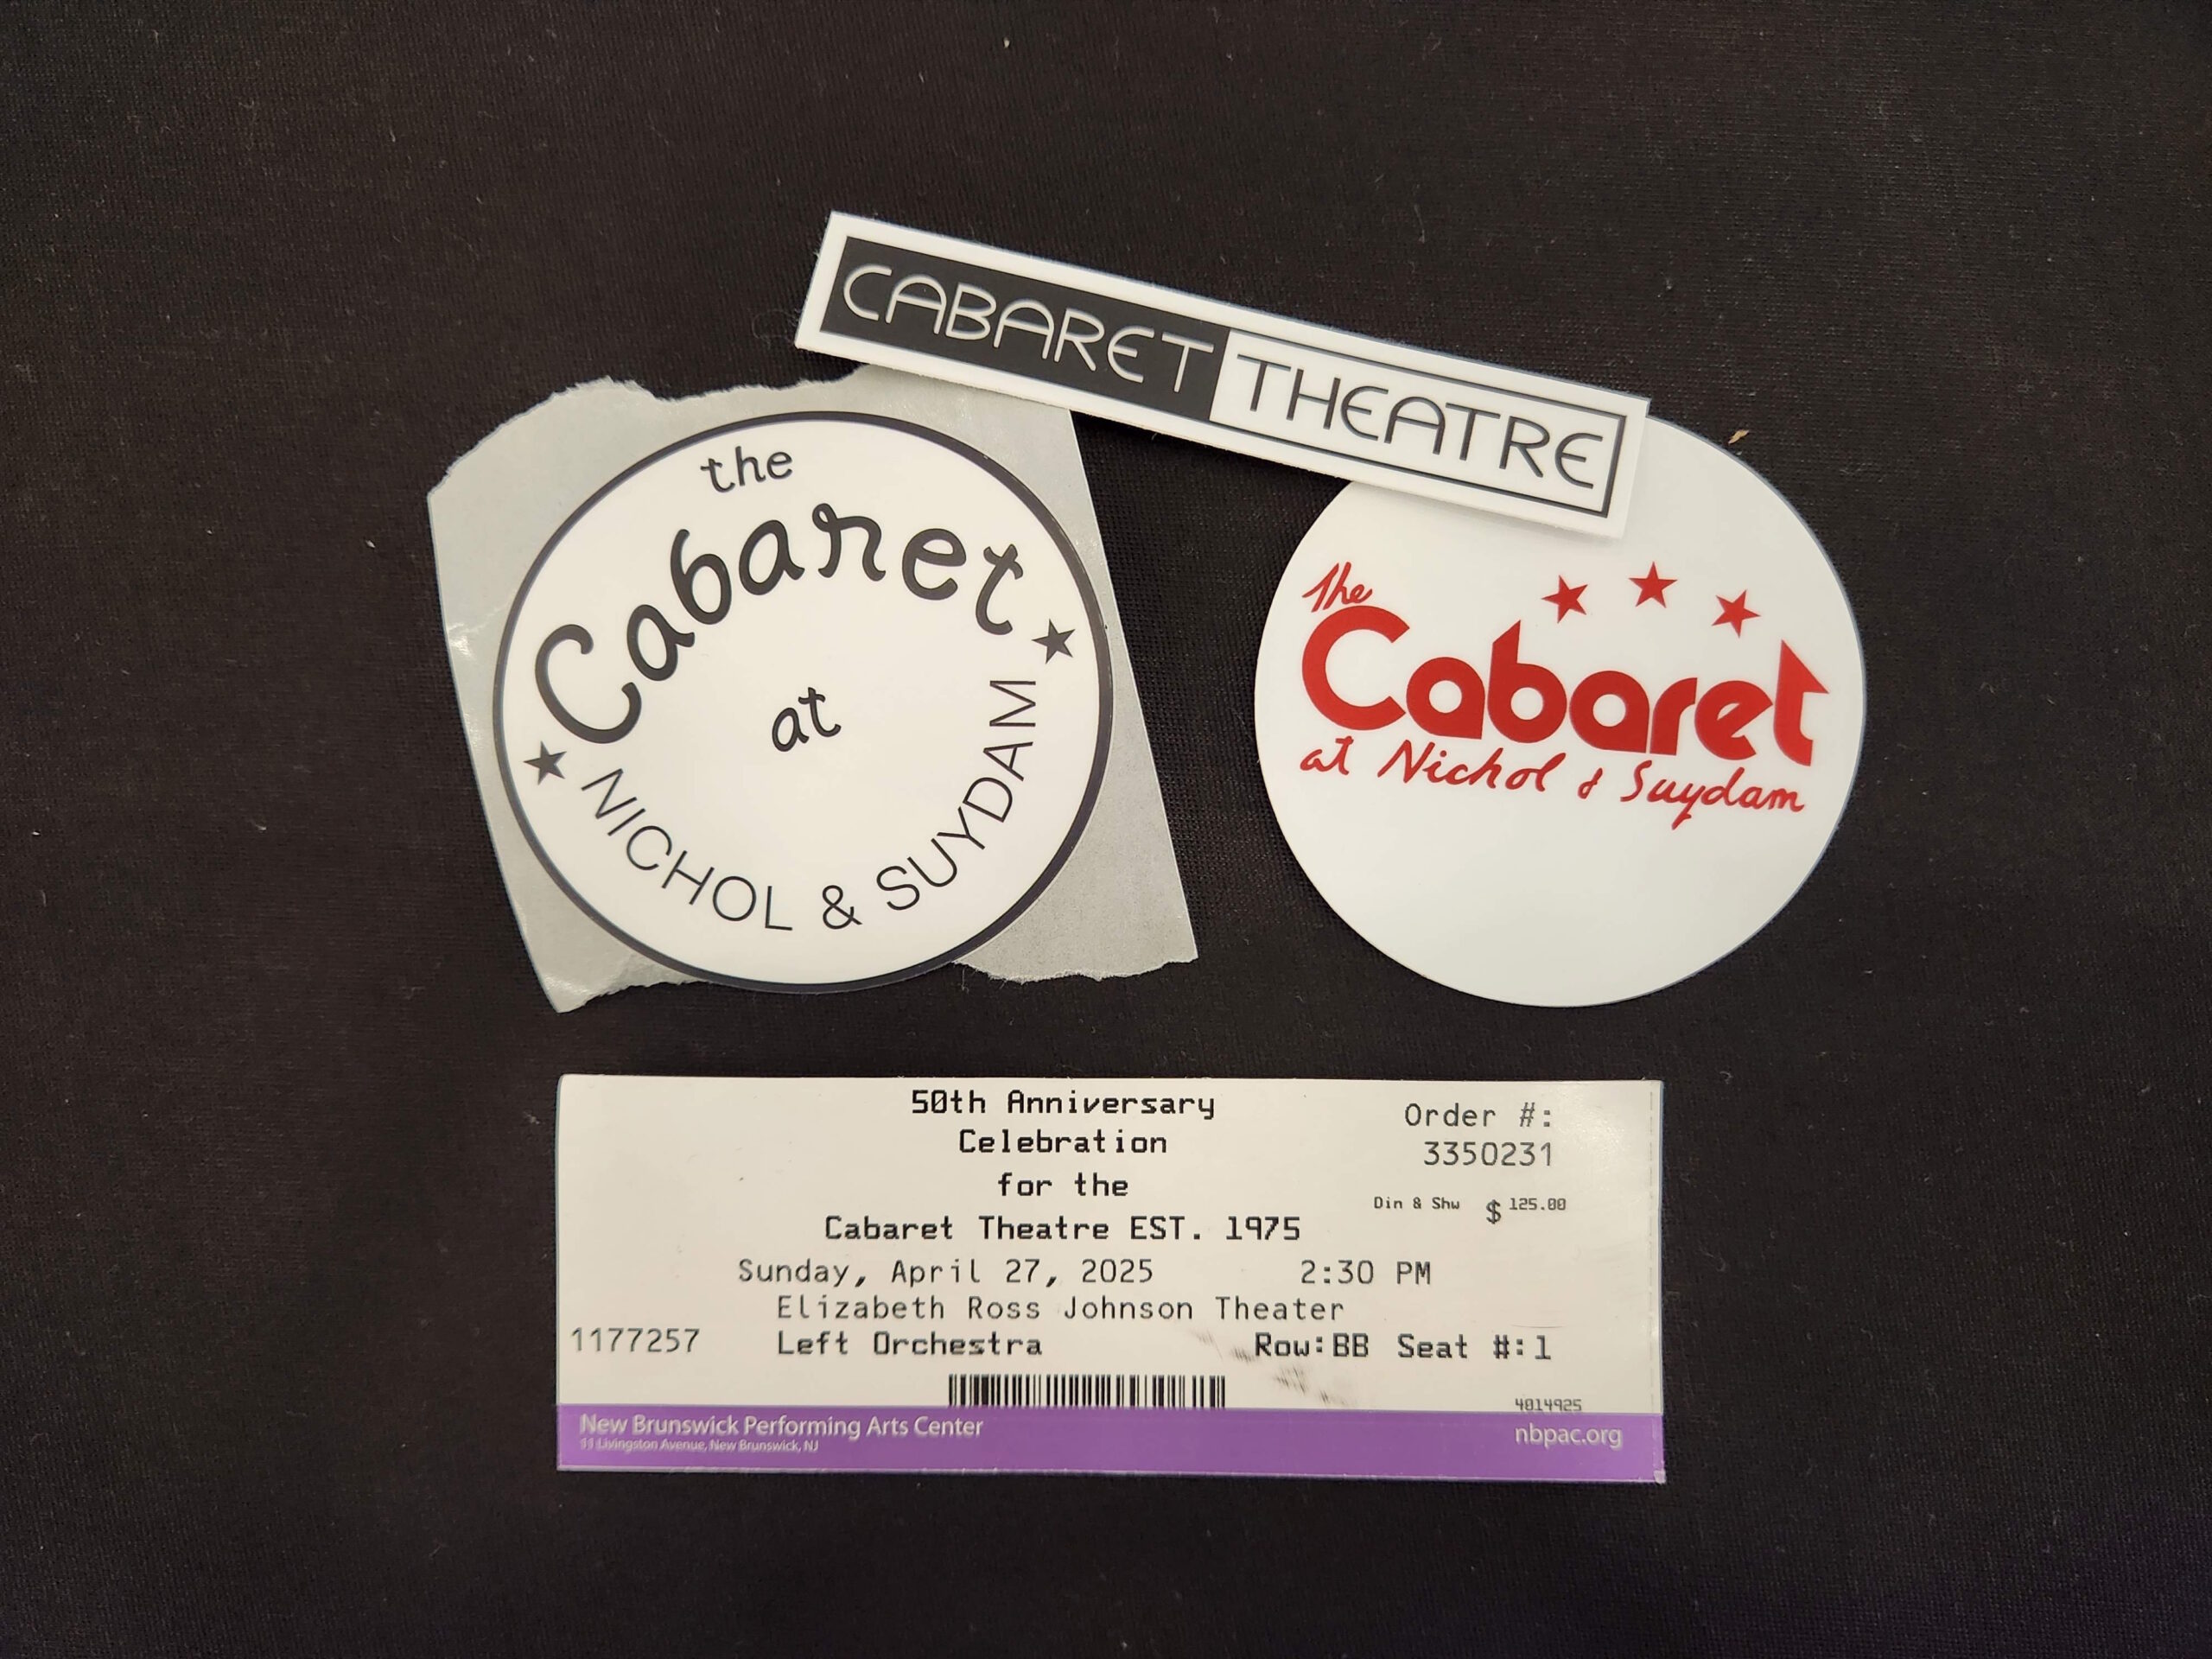 CABARET THEATRE
the
Cabaret
at
NICHOL & SUYDAM
the
Cabaret
at Nichol & Suydam
50th Anniversary
Celebration
for the
Cabaret Theatre EST. 1975
Order #:
3350231
Din & Shw $ 125.00
Sunday, April 27, 2025 2:30 PM
Elizabeth Ross Johnson Theater
1177257 Left Orchestra Row:BB Seat #:1
4014925
New Brunswick Performing Arts Center
11 Livingston Avenue, New Brunswick, NJ
nbpac.org